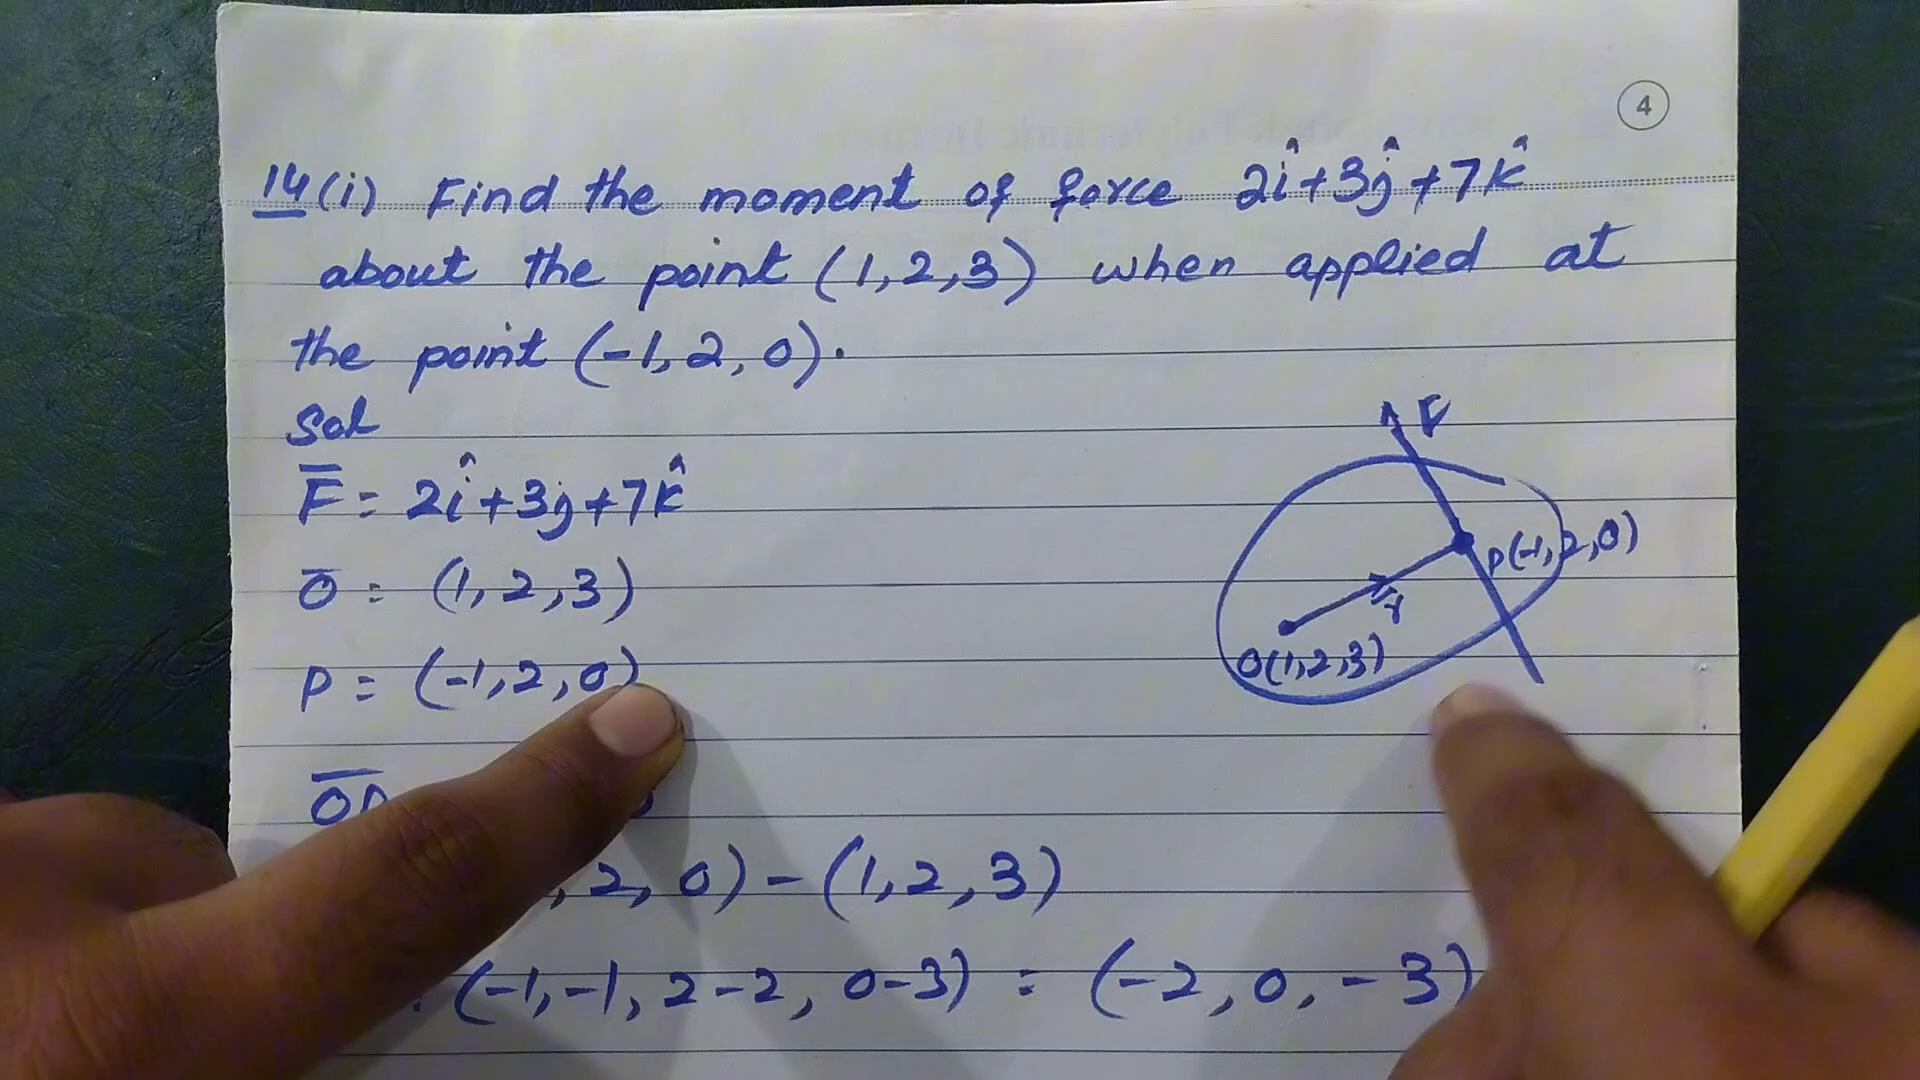 4
14(i) Find the moment of force 2î+3ĵ+7k̂
about the point (1,2,3) when applied at
the point (-1,2,0).
Sol
F̅ = 2î+3j+7k̂
O̅ = (1,2,3)
P = (-1,2,0)
F
P(-1,2,0)
r
O(1,2,3)
,2,0)-(1,2,3)
(-1,-1,2-2,0-3) = (-2,0,-3)